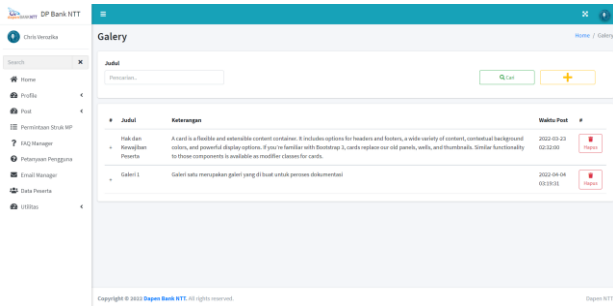 DP Bank NTT
Chris Verozika
Search
Home
Profile
Post
Permintaan Struk MP
FAQ Manager
Petanyaan Pengguna
Email Manager
Data Peserta
Utilitas
Galery
Home / Galery
Judul
Pencarian..
Cari
# Judul Keterangan Waktu Post #
Hak dan Kewajiban Peserta
A card is a flexible and extensible content container. It includes options for headers and footers, a wide variety of content, contextual background
colors, and powerful display options. If you're familiar with Bootstrap 3, cards replace our old panels, wells, and thumbnails. Similar functionality
to those components is available as modifier classes for cards.
2022-03-23
02:32:00
Hapus
Galeri 1
Galeri satu merupakan galeri yang di buat untuk penses dokumentasi
2022-04-04
03:19:31
Hapus
Copyright © 2022 Dapen Bank NTT. All rights reserved.
Dapen NTT